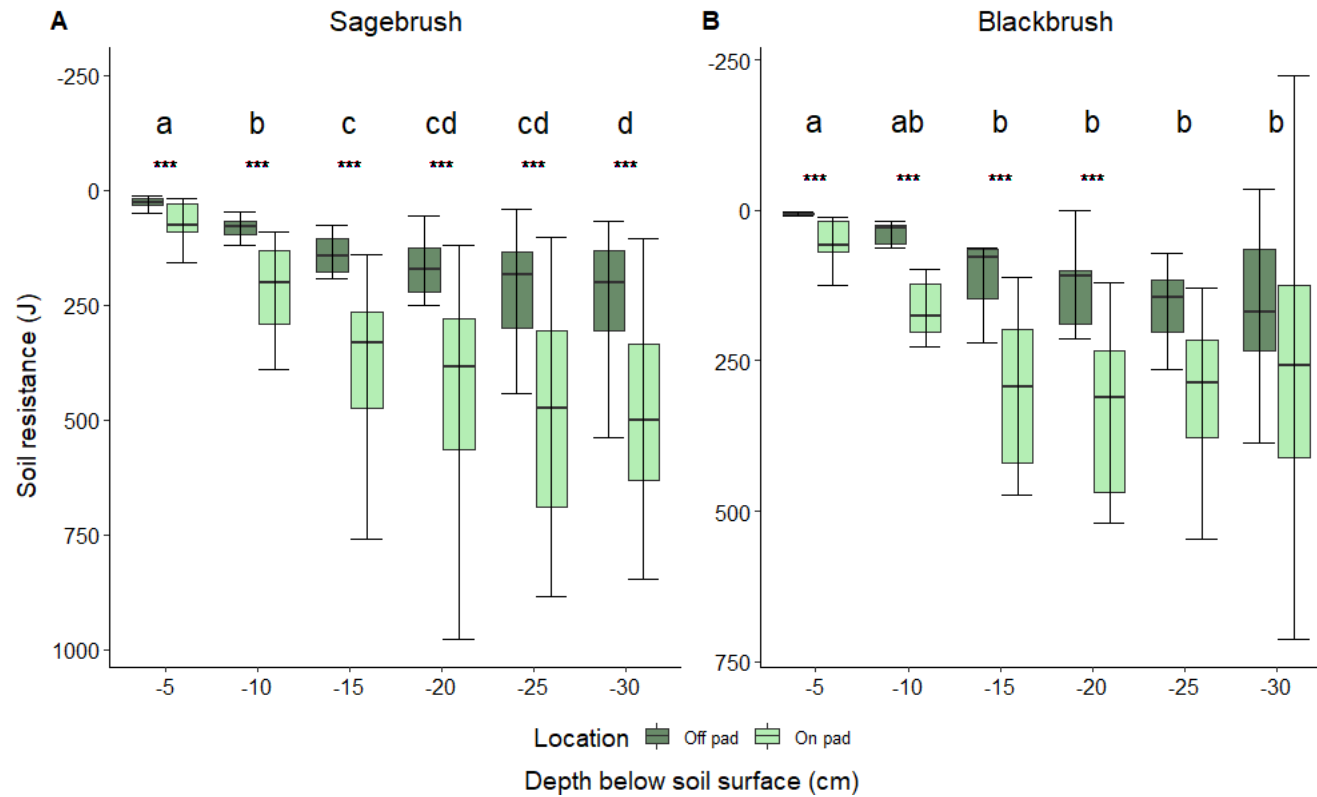 A Sagebrush
B Blackbrush
Soil resistance (J)
-250
0
250
500
750
1000
a b c cd cd d
*** *** *** *** *** ***
-5 -10 -15 -20 -25 -30
-250
0
250
500
750
a ab b b b b
*** *** *** ***
-5 -10 -15 -20 -25 -30
Location Off pad On pad
Depth below soil surface (cm)